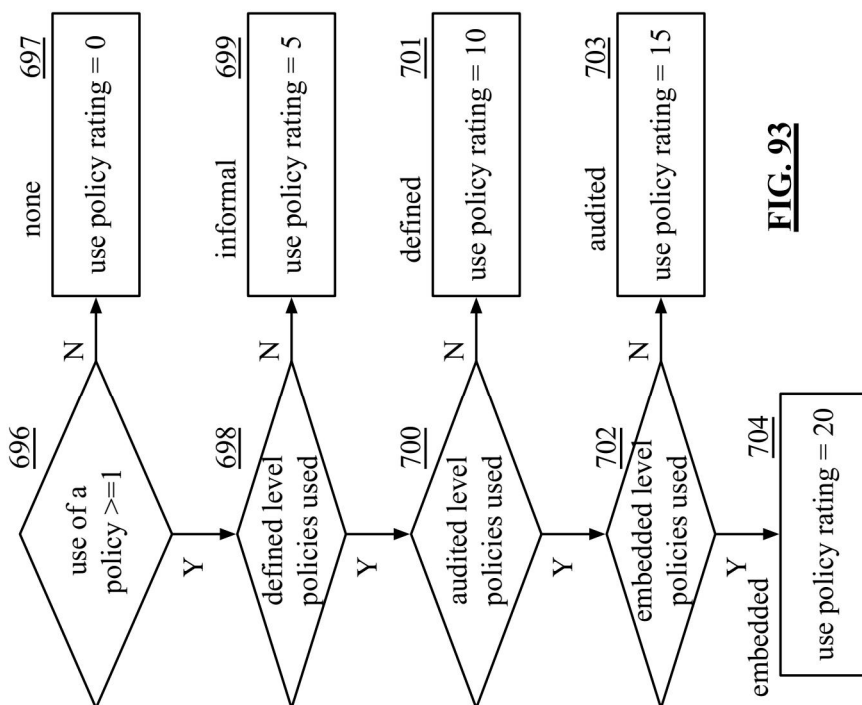 696
use of a
policy >=1
N
none
697
use policy rating = 0
Y
698
defined level
policies used
N
informal
699
use policy rating = 5
Y
700
audited level
policies used
N
defined
701
use policy rating = 10
Y
702
embedded level
policies used
N
audited
703
use policy rating = 15
Y
embedded
704
use policy rating = 20
FIG. 93